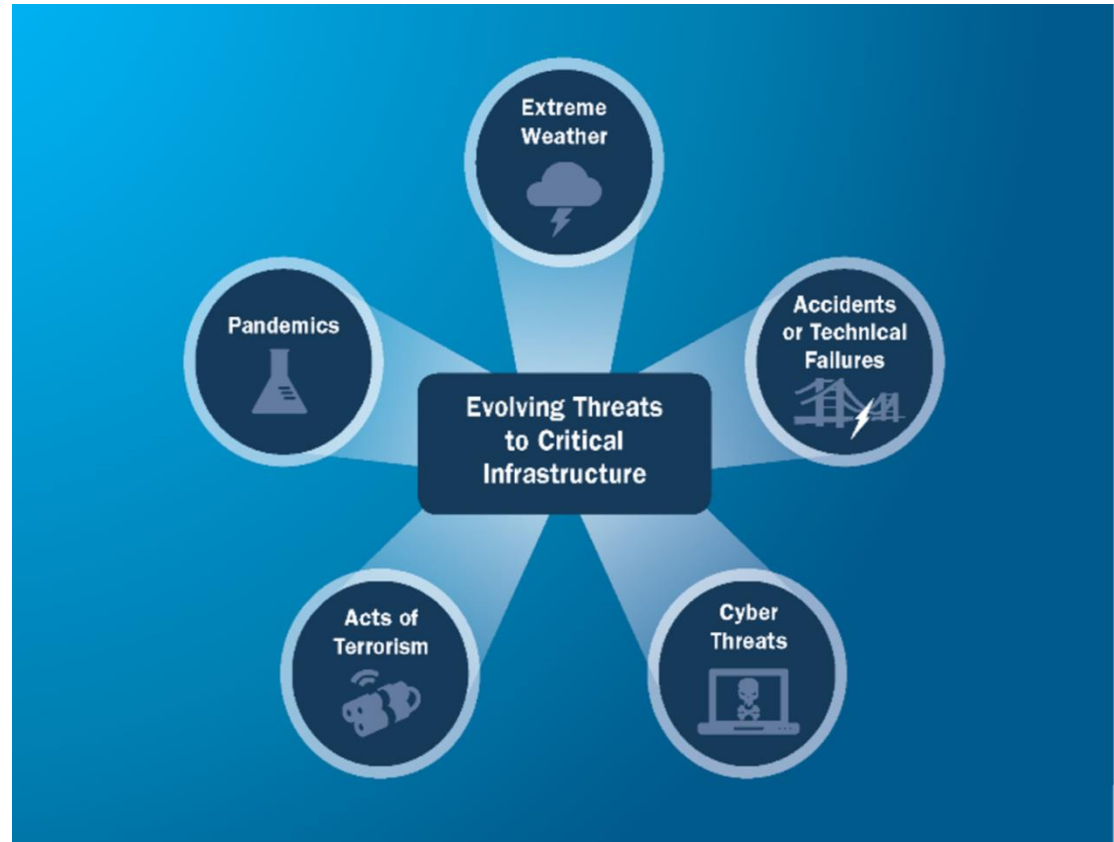 Extreme
Weather
Accidents
or Technical
Failures
Pandemics
Evolving Threats
to Critical
Infrastructure
Acts of
Terrorism
Cyber
Threats